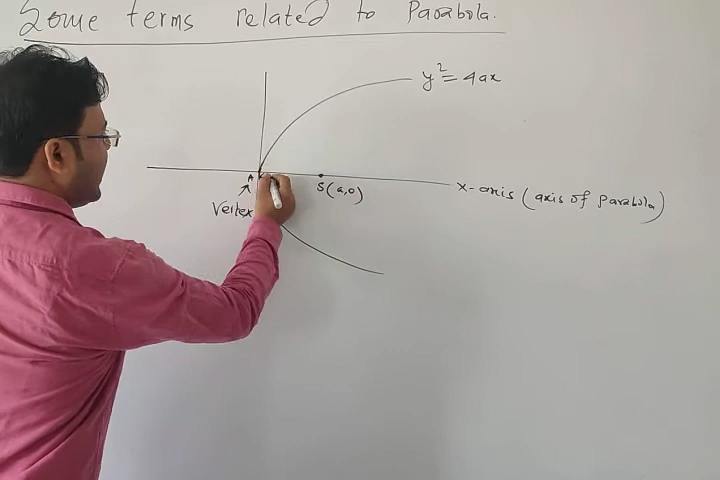 Some terms related to Parabola.
y² = 4ax
A
S(a,0)
X-axis (axis of Parabola)
Vertex